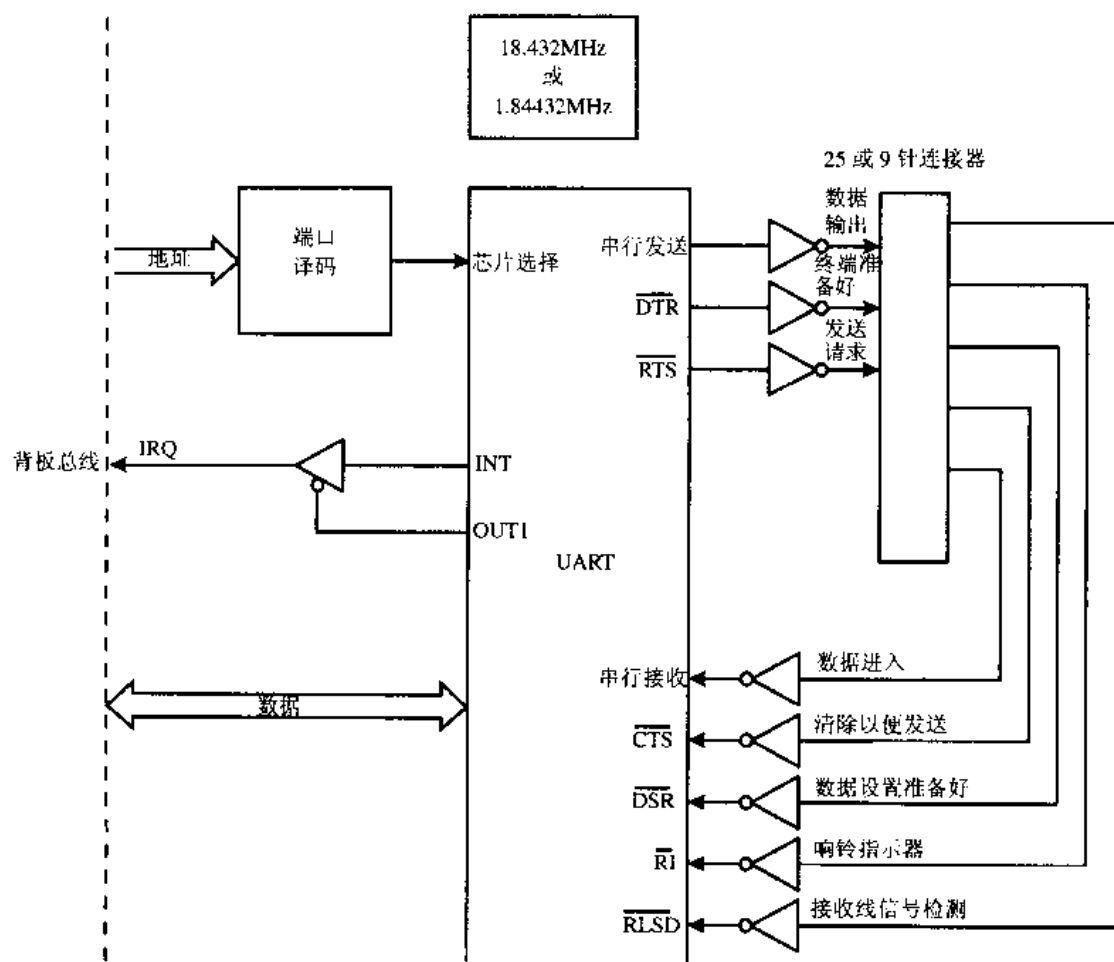 18.432MHz
或
1.84432MHz
25 或 9 针连接器
数据
输出
端口
译码
地址
芯片选择
串行发送
终端准
备好
DTR
发送
请求
RTS
背板总线
IRQ
INT
OUT1
UART
数据
串行接收
数据进入
CTS
清除以便发送
DSR
数据设置准备好
RI
响铃指示器
RLSD
接收线信号检测